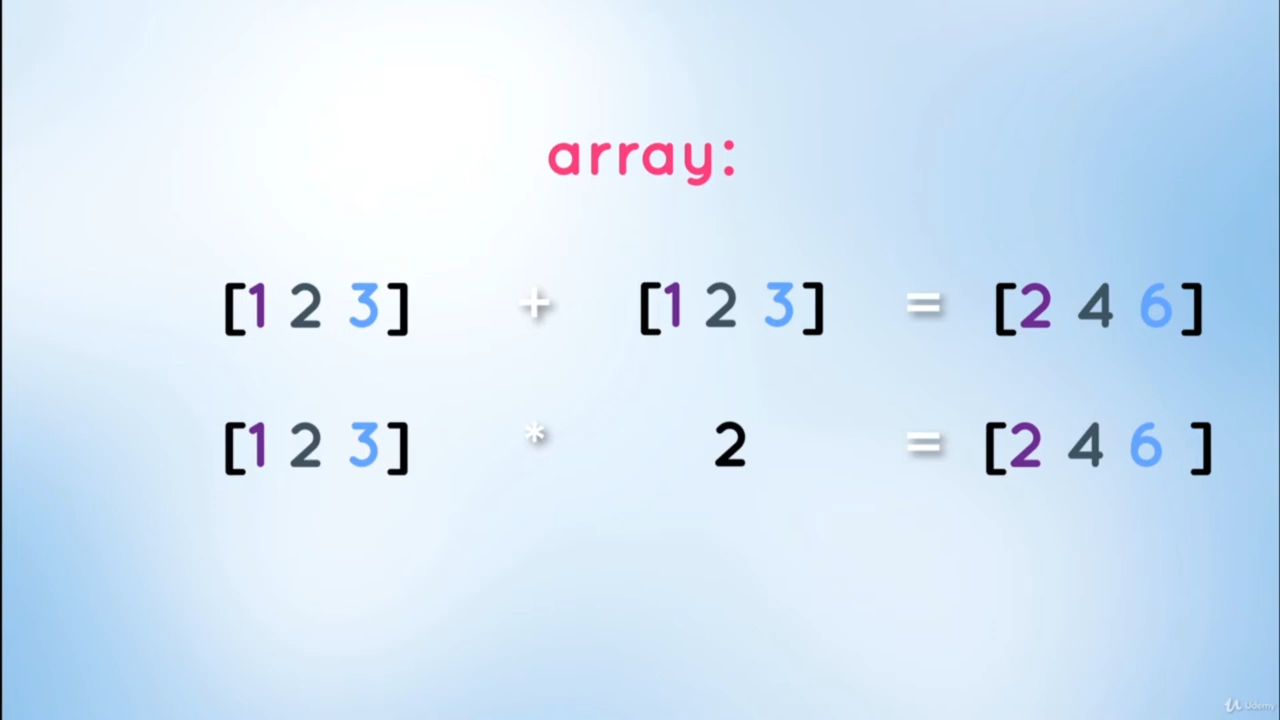 array:
[1 2 3] + [1 2 3] = [2 4 6]
[1 2 3] * 2 = [2 4 6 ]
Udemy